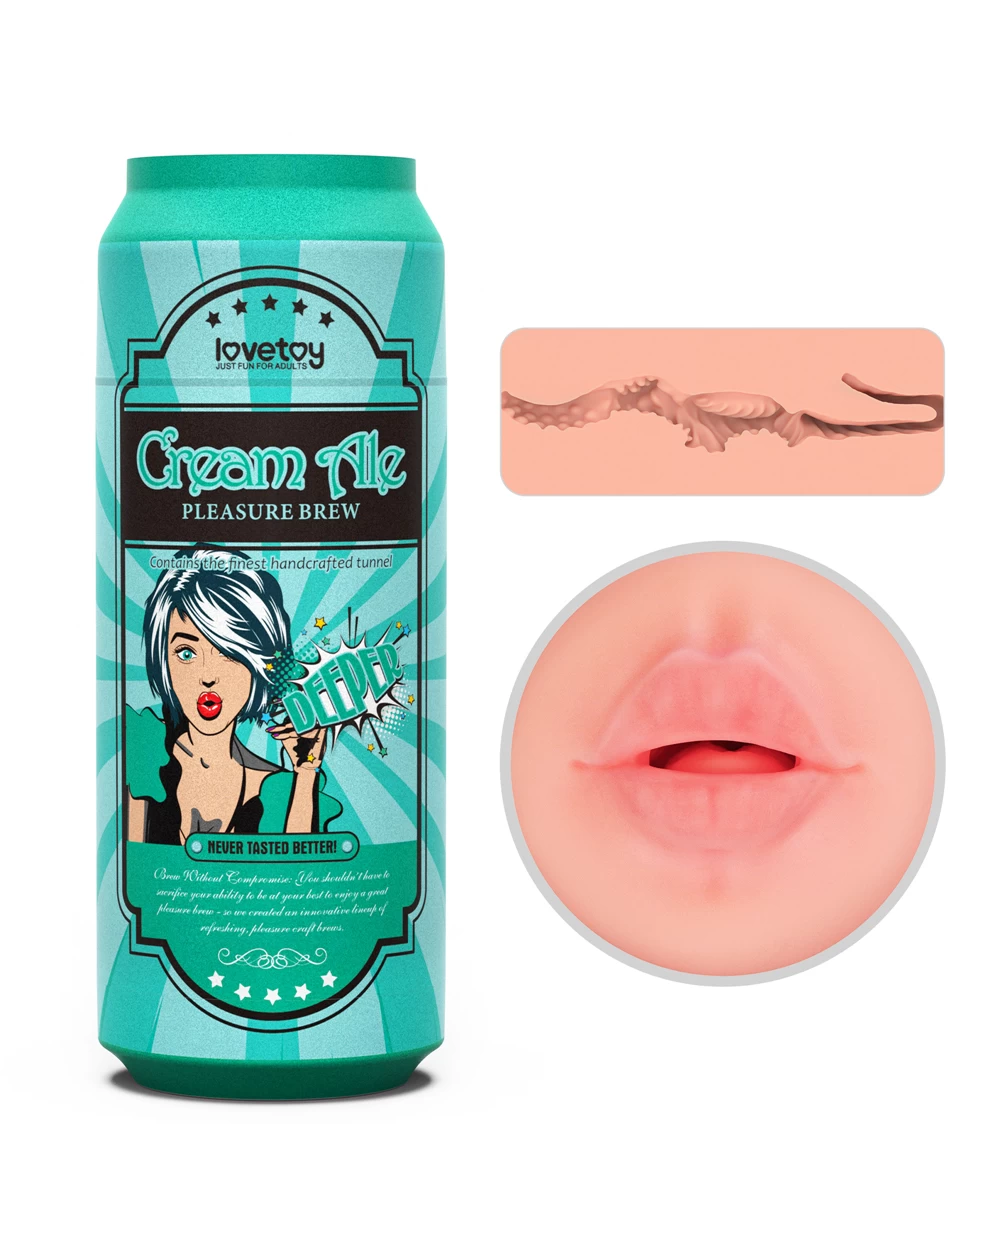 lovetoy
JUST FUN FOR ADULTS
Cream Ale
PLEASURE BREW
Contains the finest handcrafted tunnel
DEEPER
NEVER TASTED BETTER!
Brew Without Compromise: You shouldn't have to
sacrifice your ability to be at your best to enjoy a great
pleasure brew - so we created an innovative lineup of
refreshing, pleasure craft brews.